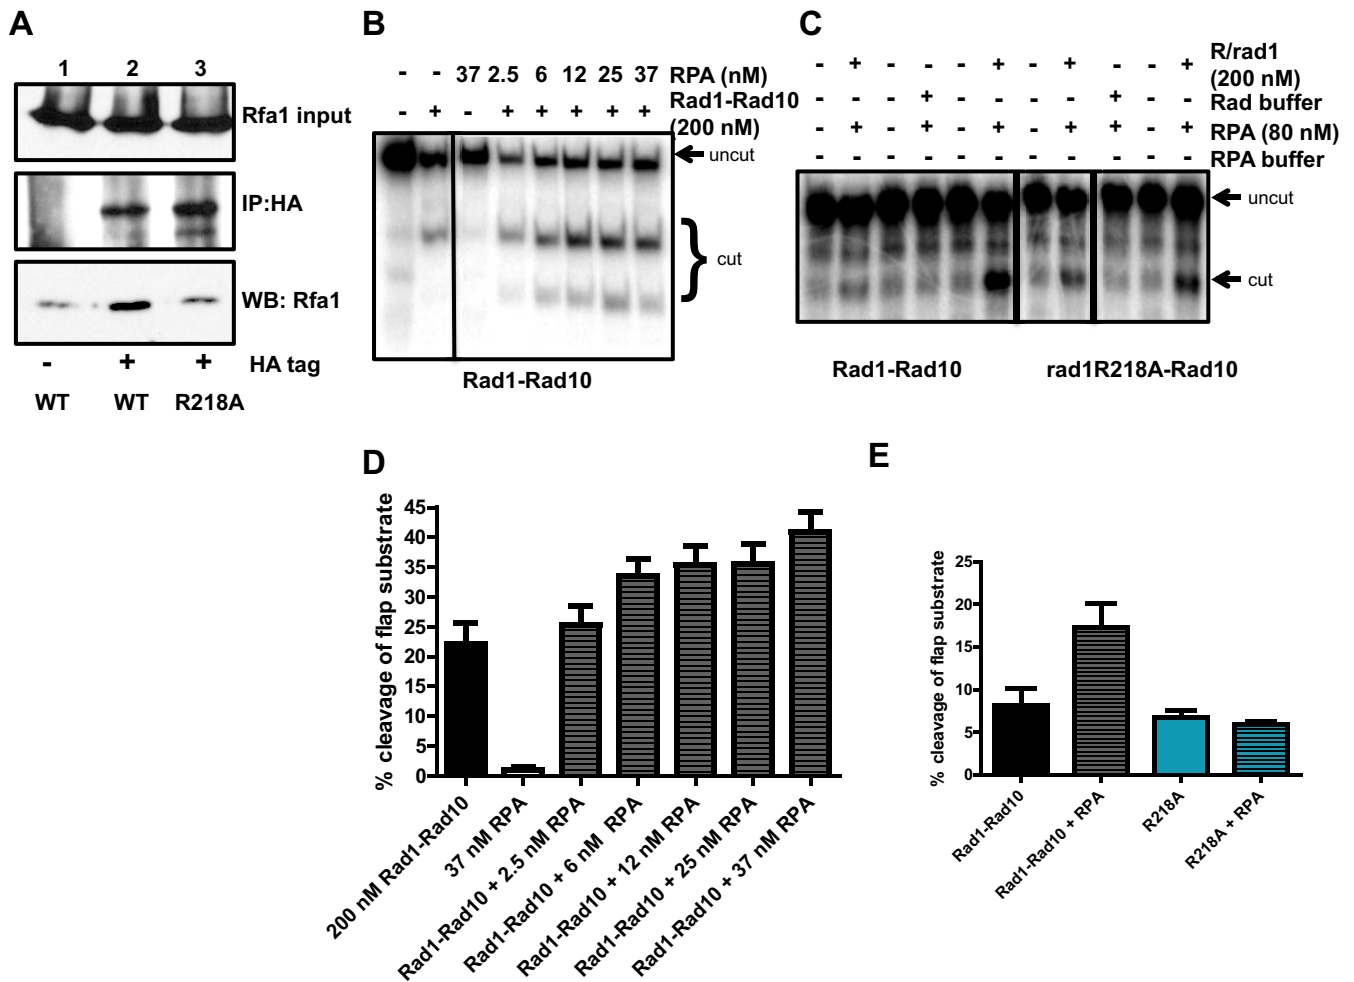 A
1 2 3
Rfa1 input
IP:HA
WB: Rfa1
- + + HA tag
WT WT R218A
B
- - 37 2.5 6 12 25 37 RPA (nM)
- + - + + + + + Rad1-Rad10
(200 nM)
uncut
} cut
Rad1-Rad10
C
- + - - - + - + - - + R/rad1
(200 nM)
- - - + - - - - + - - Rad buffer
- + - + - + - + + - + RPA (80 nM)
- - - - - - - - - - - RPA buffer
uncut
cut
Rad1-Rad10 rad1R218A-Rad10
D
% cleavage of flap substrate
45
40
35
30
25
20
15
10
5
0
200 nM Rad1-Rad10
37 nM RPA
Rad1-Rad10 + 2.5 nM RPA
Rad1-Rad10 + 6 nM RPA
Rad1-Rad10 + 12 nM RPA
Rad1-Rad10 + 25 nM RPA
Rad1-Rad10 + 37 nM RPA
E
% cleavage of flap substrate
25
20
15
10
5
0
Rad1-Rad10
Rad1-Rad10 + RPA
R218A
R218A + RPA